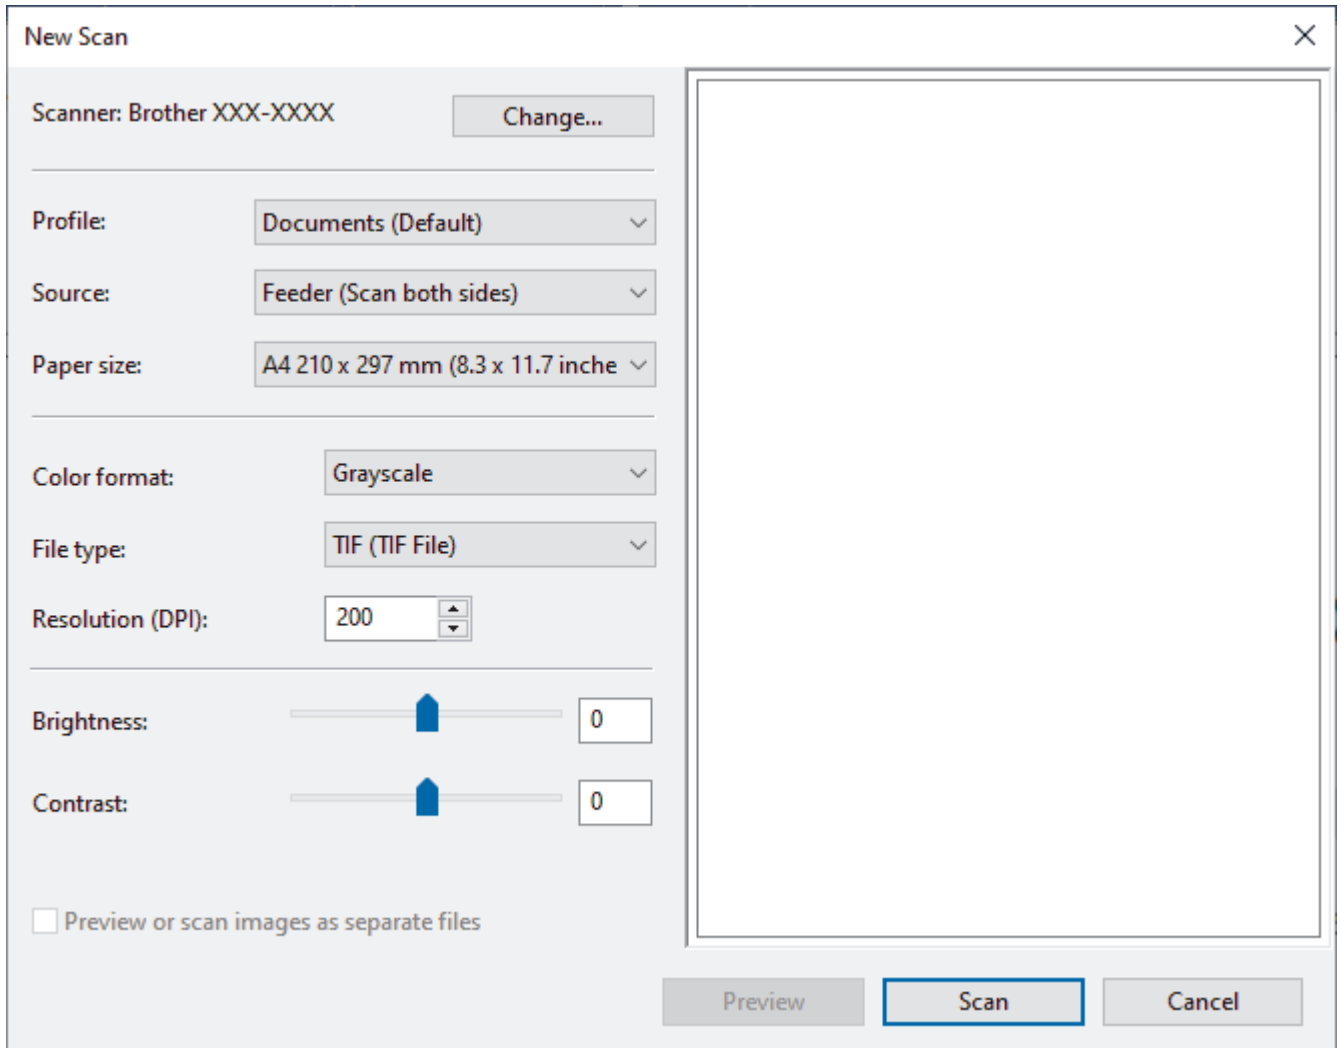 New Scan
Scanner: Brother XXX-XXXX
Change...
Profile:
Documents (Default)
Source:
Feeder (Scan both sides)
Paper size:
A4 210 x 297 mm (8.3 x 11.7 inche
Color format:
Grayscale
File type:
TIF (TIF File)
Resolution (DPI):
200
Brightness:
0
Contrast:
0
Preview or scan images as separate files
Preview
Scan
Cancel